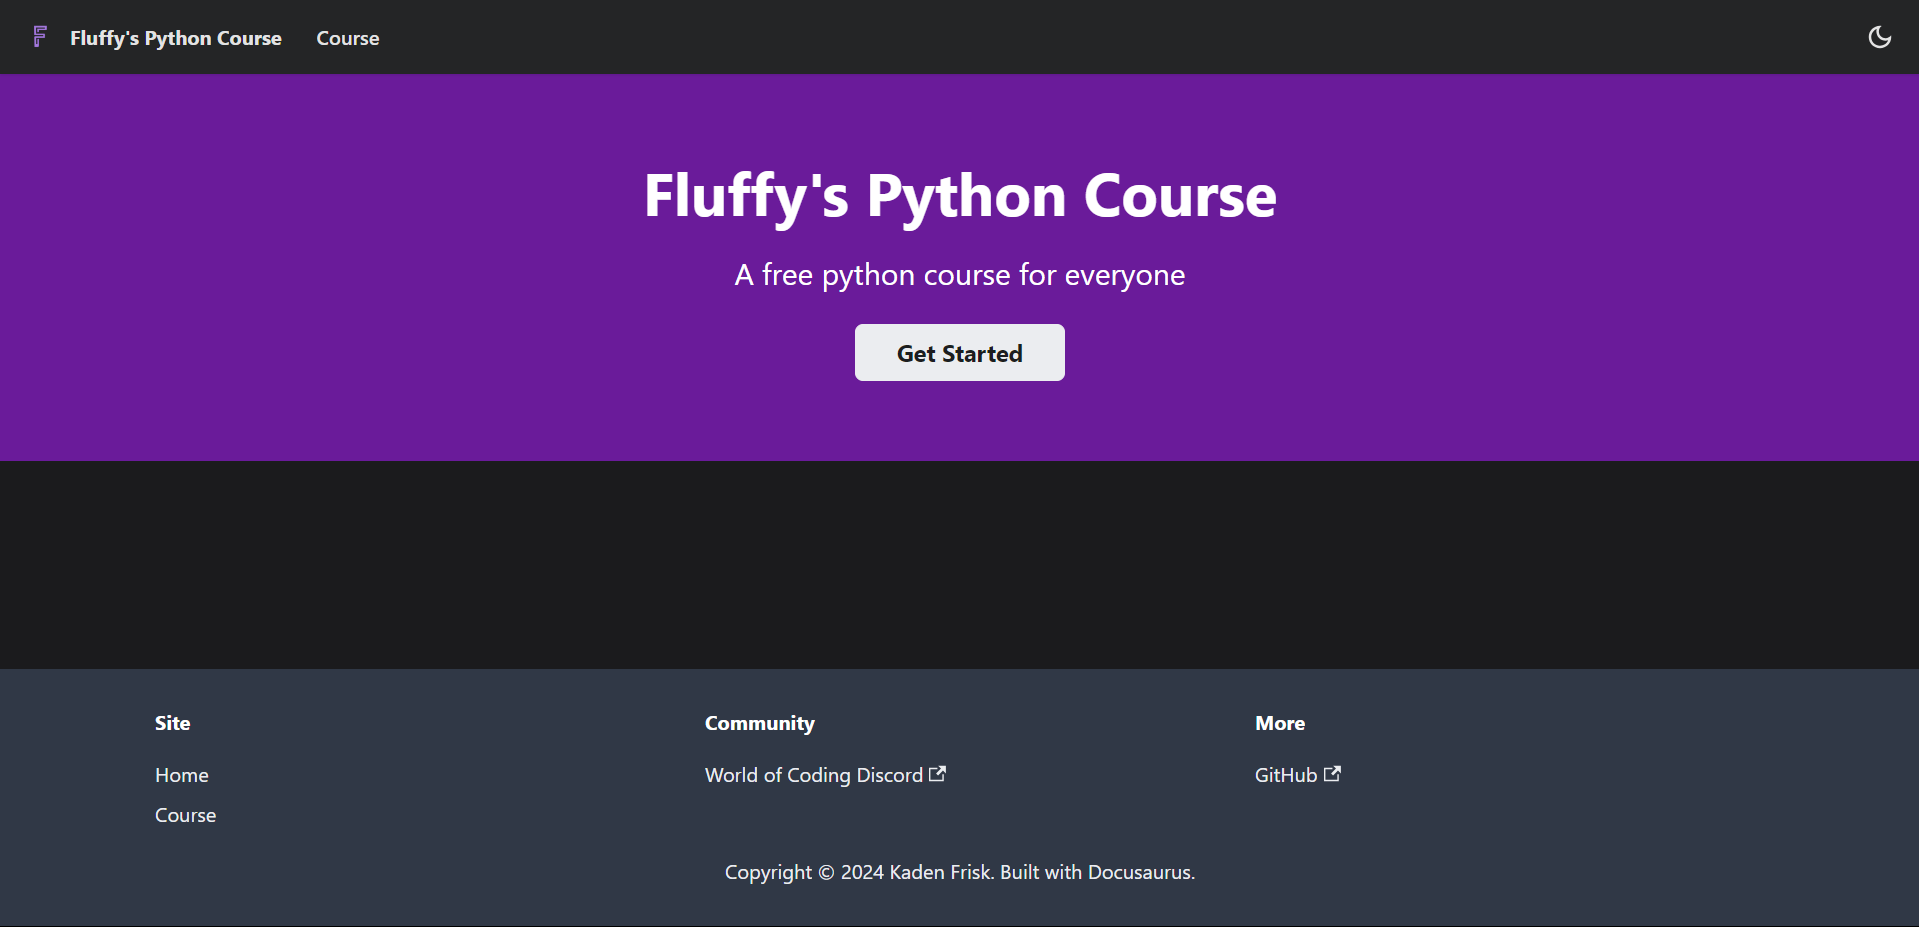 F Fluffy's Python Course Course
Fluffy's Python Course
A free python course for everyone
Get Started
Site
Home
Course
Community
World of Coding Discord
More
GitHub
Copyright © 2024 Kaden Frisk. Built with Docusaurus.